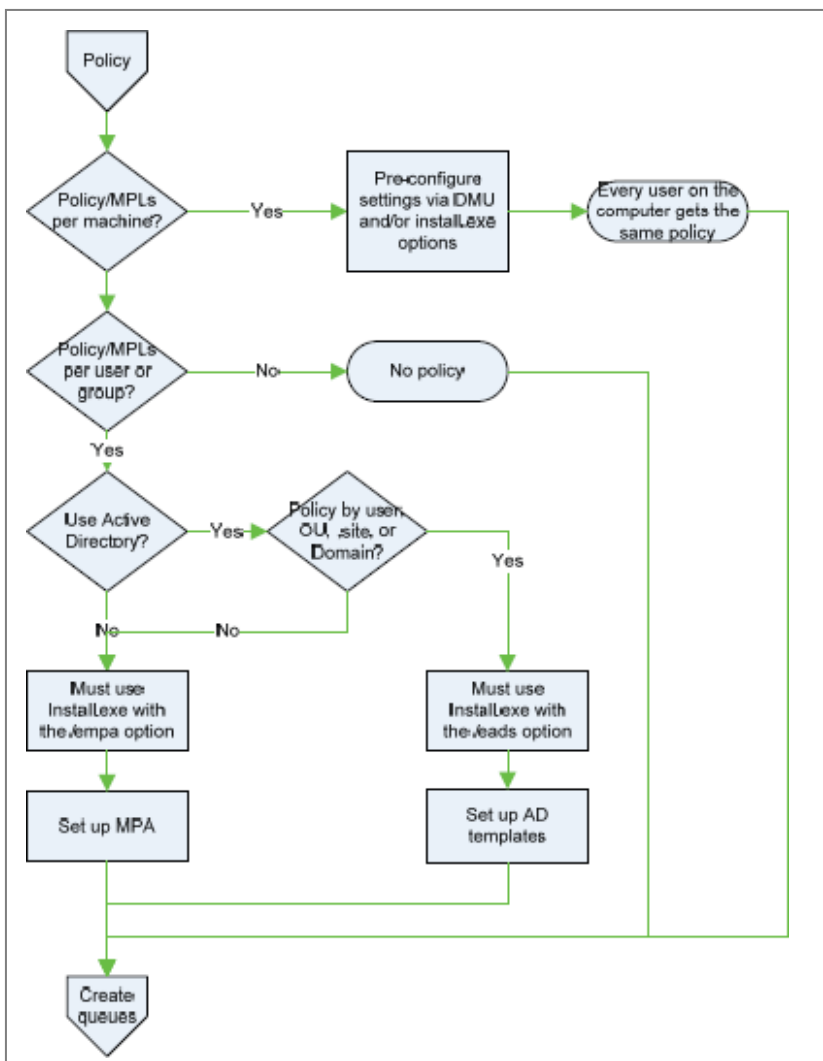 Policy
Policy/MPLs
per machine?
Yes
Pre-configure
settings via DMU
and/or install.exe
options
Every user on the
computer gets the
same policy
Policy/MPLs
per user or
group?
No
No policy
Yes
Use Active
Directory?
Yes
Policy by user,
OU, site, or
Domain?
Yes
No
No
Must use
Install.exe with
the /empa option
Must use
Install.exe with
the /eads option
Set up MPA
Set up AD
templates
Create
queues